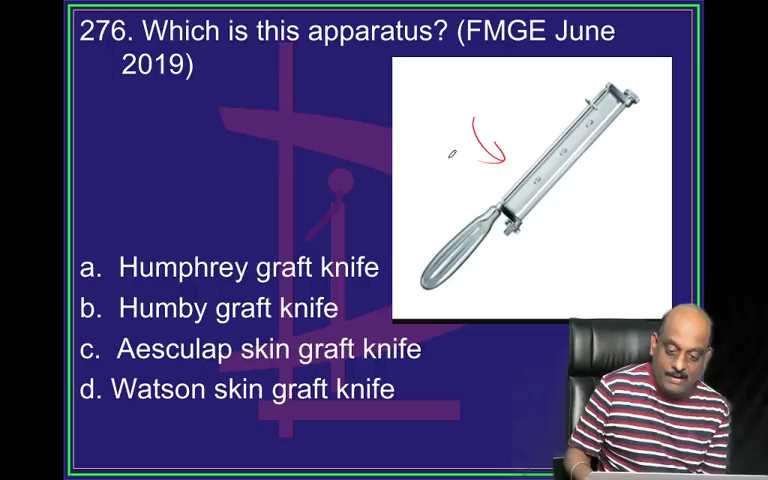 276. Which is this apparatus? (FMGE June
2019)
a. Humphrey graft knife
b. Humby graft knife
c. Aesculap skin graft knife
d. Watson skin graft knife